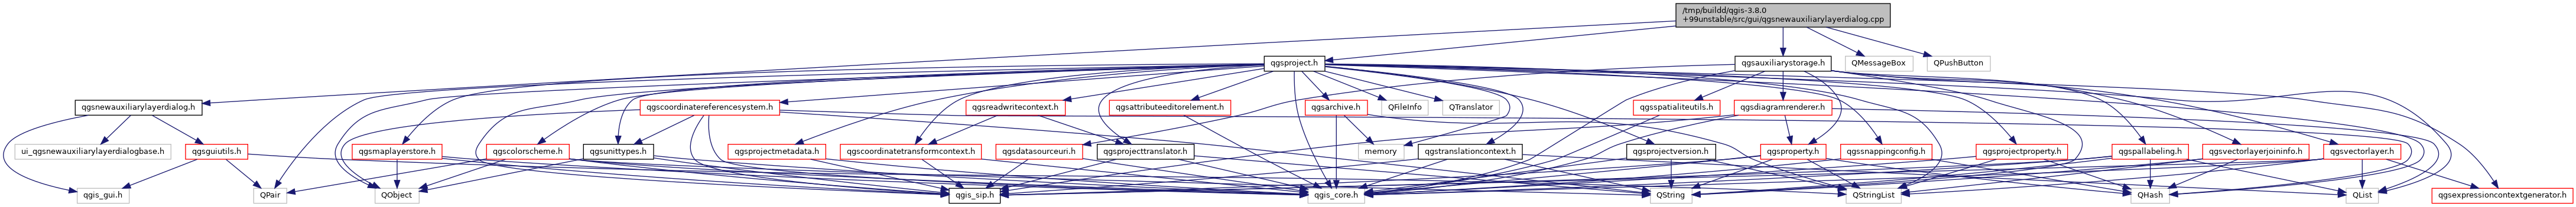 /tmp/buildd/qgis-3.8.0
+99unstable/src/gui/qgsnewauxiliarylayerdialog.cpp
qgsproject.h
qgsauxiliarystorage.h
QMessageBox
QPushButton
qgsnewauxiliarylayerdialog.h
qgscoordinatereferencesystem.h
qgsreadwritecontext.h
qgsattributeeditorelement.h
qgsarchive.h
QFileInfo
QTranslator
qgsspatialiteutils.h
qgsdiagramrenderer.h
ui_qgsnewauxiliarylayerdialogbase.h
qgsguiutils.h
qgsmaplayerstore.h
qgscolorscheme.h
qgsunittypes.h
qgsprojectmetadata.h
qgscoordinatetransformcontext.h
qgsdatasourceuri.h
qgsprojecttranslator.h
memory
qgstranslationcontext.h
qgsprojectversion.h
qgsproperty.h
qgssnappingconfig.h
qgsprojectproperty.h
qgspallabeling.h
qgsvectorlayerjoininfo.h
qgsvectorlayer.h
qgis_gui.h
QPair
QObject
qgis_sip.h
qgis_core.h
QString
QStringList
QHash
QList
qgsexpressioncontextgenerator.h